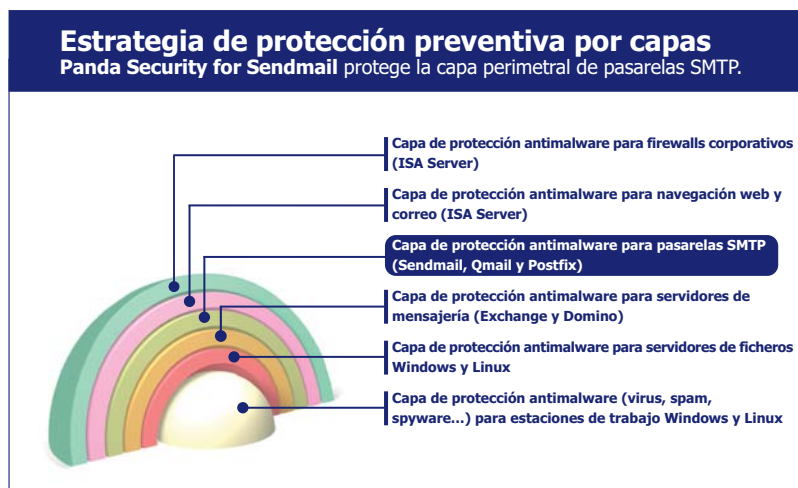 Estrategia de protección preventiva por capas
Panda Security for Sendmail protege la capa perimetral de pasarelas SMTP.
Capa de protección antimalware para firewalls corporativos
(ISA Server)
Capa de protección antimalware para navegación web y
correo (ISA Server)
Capa de protección antimalware para pasarelas SMTP
(Sendmail, Qmail y Postfix)
Capa de protección antimalware para servidores de
mensajería (Exchange y Domino)
Capa de protección antimalware para servidores de ficheros
Windows y Linux
Capa de protección antimalware (virus, spam,
spyware...) para estaciones de trabajo Windows y Linux